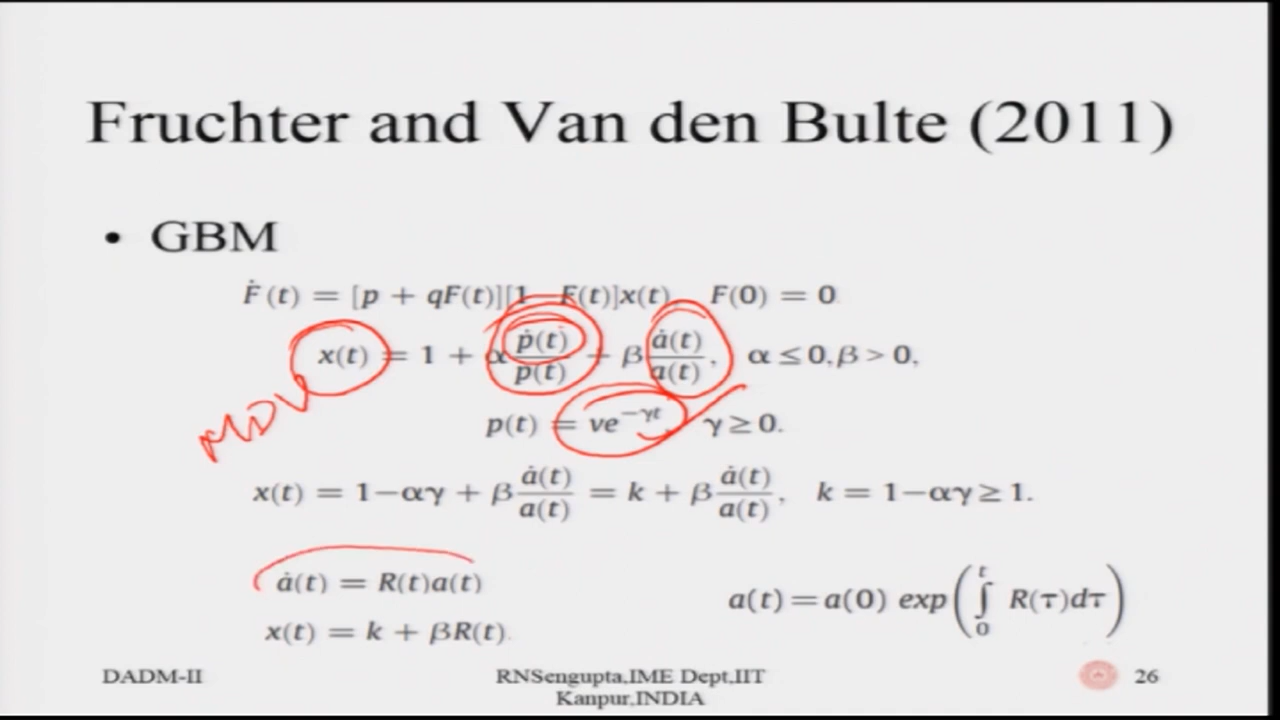 Fruchter and Van den Bulte (2011)
• GBM
Ḟ(t) = [p + qF(t)][1 − F(t)]x(t), F(0) = 0
x(t) = 1 + α ṗ(t)/p(t) + β ȧ(t)/a(t), α ≤ 0, β > 0,
p(t) = ve^{−γt} γ ≥ 0.
x(t) = 1−αγ + β ȧ(t)/a(t) = k + β ȧ(t)/a(t), k = 1−αγ ≥ 1.
ȧ(t) = R(t)a(t)
a(t) = a(0) exp(∫₀ᵗ R(τ)dτ)
x(t) = k + βR(t).
DADM-II
RNSengupta,IME Dept,IIT
Kanpur,INDIA
26